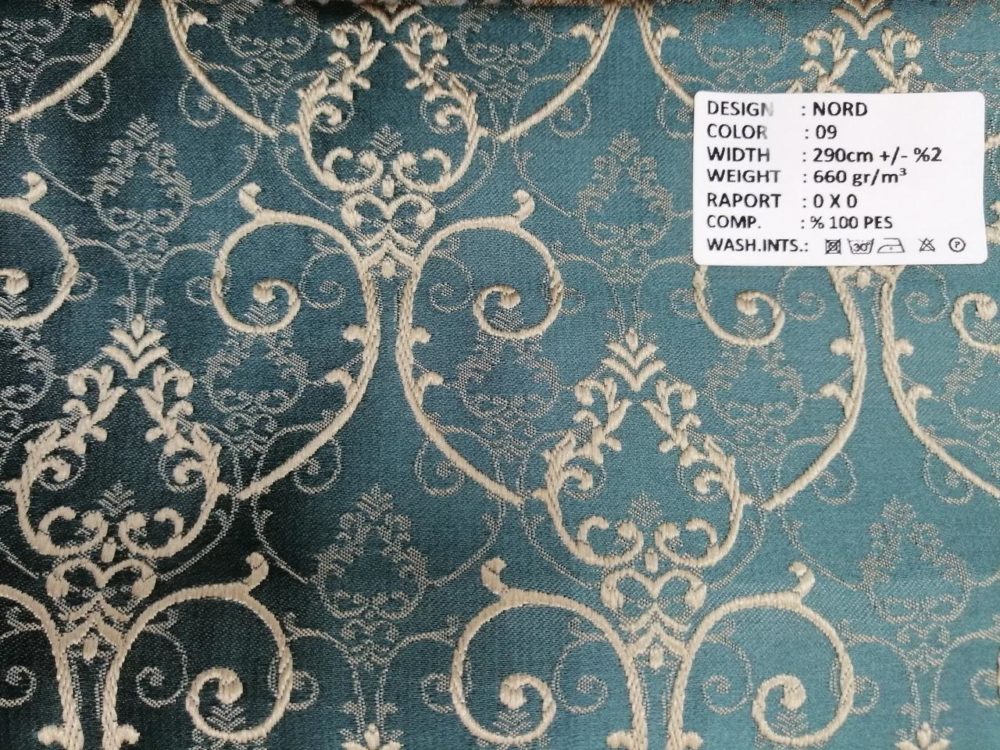 DESIGN : NORD
COLOR : 09
WIDTH : 290cm +/- %2
WEIGHT : 660 gr/m³
RAPORT : 0 X 0
COMP. : % 100 PES
WASH.INTS.: 30 P